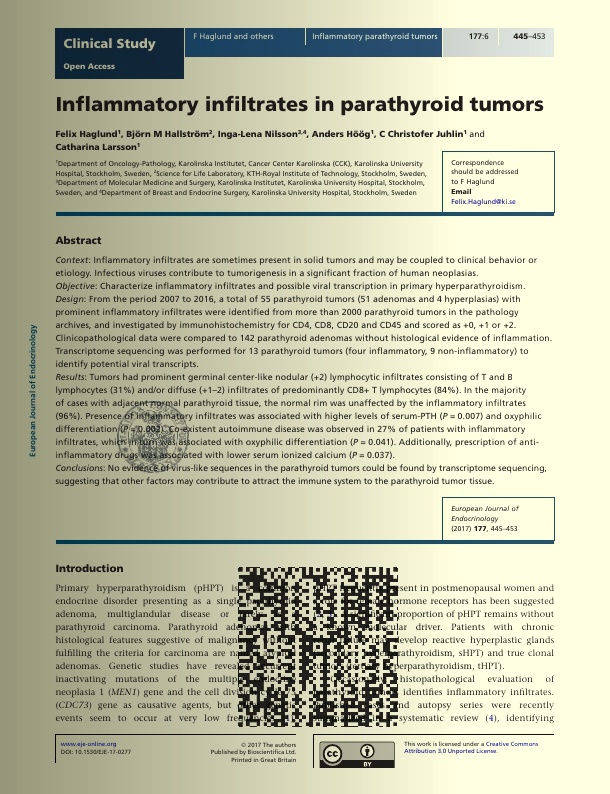 Clinical Study
Open Access
F Haglund and others
Inflammatory parathyroid tumors
177:6
445–453
Inflammatory infiltrates in parathyroid tumors
Felix Haglund1, Björn M Hallström2, Inga-Lena Nilsson3,4, Anders Höög1, C Christofer Juhlin1 and
Catharina Larsson1
1Department of Oncology-Pathology, Karolinska Institutet, Cancer Center Karolinska (CCK), Karolinska University
Hospital, Stockholm, Sweden, 2Science for Life Laboratory, KTH-Royal Institute of Technology, Stockholm, Sweden,
3Department of Molecular Medicine and Surgery, Karolinska Institutet, Karolinska University Hospital, Stockholm,
Sweden, and 4Department of Breast and Endocrine Surgery, Karolinska University Hospital, Stockholm, Sweden
Correspondence
should be addressed
to F Haglund
Email
Felix.Haglund@ki.se
Abstract
Context: Inflammatory infiltrates are sometimes present in solid tumors and may be coupled to clinical behavior or
etiology. Infectious viruses contribute to tumorigenesis in a significant fraction of human neoplasias.
Objective: Characterize inflammatory infiltrates and possible viral transcription in primary hyperparathyroidism.
Design: From the period 2007 to 2016, a total of 55 parathyroid tumors (51 adenomas and 4 hyperplasias) with
prominent inflammatory infiltrates were identified from more than 2000 parathyroid tumors in the pathology
archives, and investigated by immunohistochemistry for CD4, CD8, CD20 and CD45 and scored as +0, +1 or +2.
Clinicopathological data were compared to 142 parathyroid adenomas without histological evidence of inflammation.
Transcriptome sequencing was performed for 13 parathyroid tumors (four inflammatory, 9 non-inflammatory) to
identify potential viral transcripts.
Results: Tumors had prominent germinal center-like nodular (+2) lymphocytic infiltrates consisting of T and B
lymphocytes (31%) and/or diffuse (+1–2) infiltrates of predominantly CD8+ T lymphocytes (84%). In the majority
of cases with adjacent normal parathyroid tissue, the normal rim was unaffected by the inflammatory infiltrates
(96%). Presence of inflammatory infiltrates was associated with higher levels of serum-PTH (P = 0.007) and oxyphilic
differentiation (P = 0.002). Co-existent autoimmune disease was observed in 27% of patients with inflammatory
infiltrates, which in turn was associated with oxyphilic differentiation (P = 0.041). Additionally, prescription of anti-
inflammatory drugs was associated with lower serum ionized calcium (P = 0.037).
Conclusions: No evidence of virus-like sequences in the parathyroid tumors could be found by transcriptome sequencing,
suggesting that other factors may contribute to attract the immune system to the parathyroid tumor tissue.
European Journal of Endocrinology
European Journal of
Endocrinology
(2017) 177, 445–453
Introduction
Primary hyperparathyroidism (pHPT) is
endocrine disorder presenting as a single
adenoma, multiglandular disease or
parathyroid carcinoma. Parathyroid
histological features suggestive of
fulfilling the criteria for carcinoma are
adenomas. Genetic studies have
inactivating mutations of the
neoplasia 1 (MEN1) gene and the cell
(CDC73) gene as causative agents, but
events seem to occur at very low
present in postmenopausal women and
hormone receptors has been suggested
proportion of pHPT remains without
driver. Patients with chronic
develop reactive hyperplastic glands
sHPT) and true clonal
hyperparathyroidism, tHPT).
histopathological evaluation of
identifies inflammatory infiltrates.
and autopsy series were recently
systematic review (4), identifying
www.eje-online.org
DOI: 10.1530/EJE-17-0277
© 2017 The authors
Published by Bioscientifica Ltd.
Printed in Great Britain
cc
BY
This work is licensed under a Creative Commons
Attribution 3.0 Unported License.